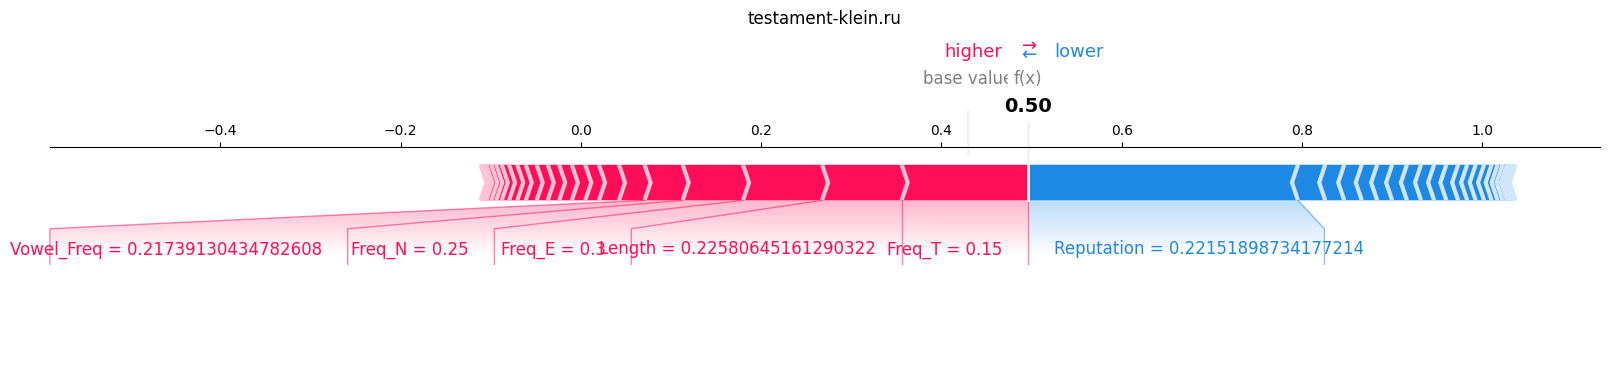 testament-klein.ru
higher ⇄ lower
base value f(x)
0.50
−0.4 −0.2 0.0 0.2 0.4 0.6 0.8 1.0
Vowel_Freq = 0.21739130434782608 Freq_N = 0.25 Freq_E = 0.3 Length = 0.22580645161290322 Freq_T = 0.15 Reputation = 0.22151898734177214